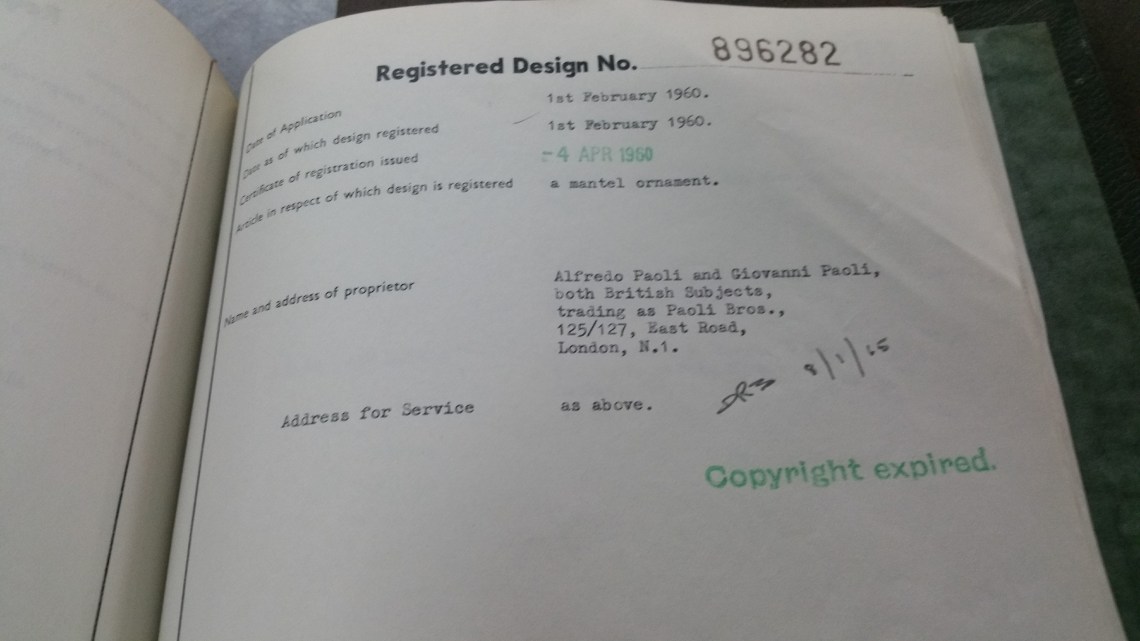 Registered Design No. 896282
Date of Application 1st February 1960.
Date as of which design registered 1st February 1960.
Certificate of registration issued -4 APR 1960
Article in respect of which design is registered a mantel ornament.
Name and address of proprietor Alfredo Paoli and Giovanni Paoli,
both British Subjects,
trading as Paoli Bros.,
125/127, East Road,
London, N.1.
8/1/65
Address for Service as above.
Copyright expired.